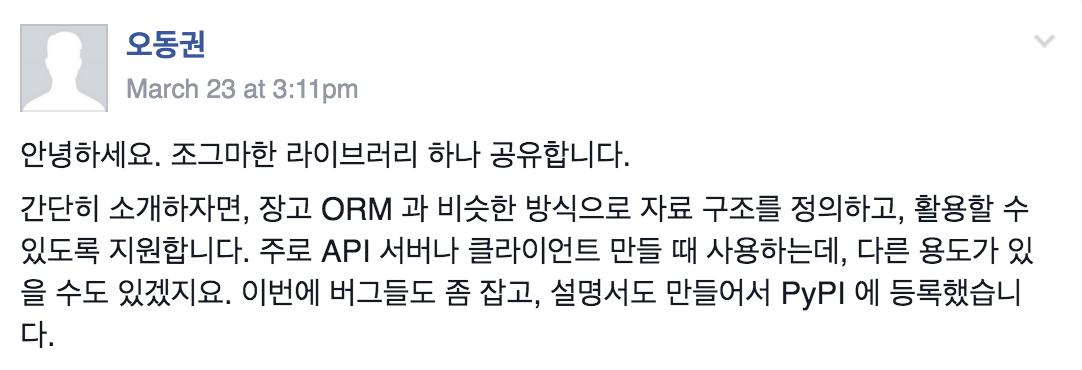 오동권
March 23 at 3:11pm
안녕하세요. 조그마한 라이브러리 하나 공유합니다.
간단히 소개하자면, 장고 ORM 과 비슷한 방식으로 자료 구조를 정의하고, 활용할 수
있도록 지원합니다. 주로 API 서버나 클라이언트 만들 때 사용하는데, 다른 용도가 있
을 수도 있겠지요. 이번에 버그들도 좀 잡고, 설명서도 만들어서 PyPI 에 등록했습니
다.